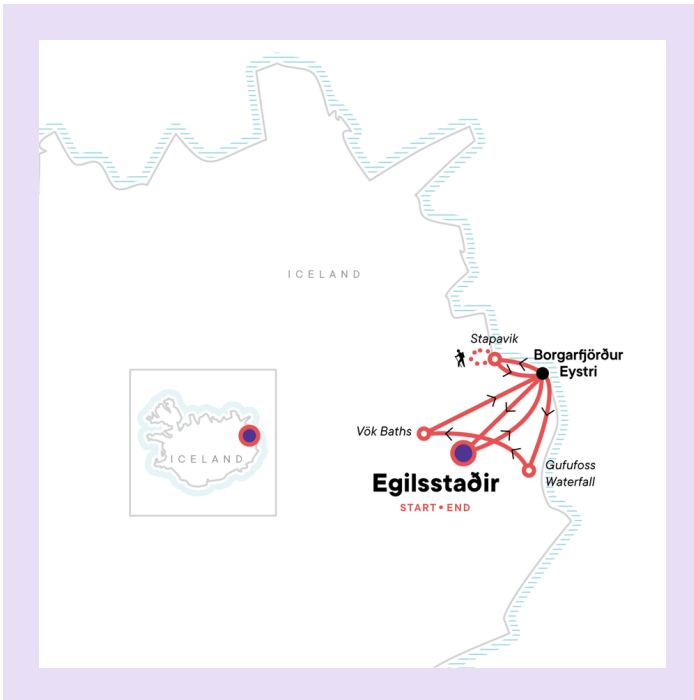 ICELAND
Stapavik
Borgarfjörður
Eystri
Vök Baths
ICELAND
Egilsstaðir
START • END
Gufufoss
Waterfall